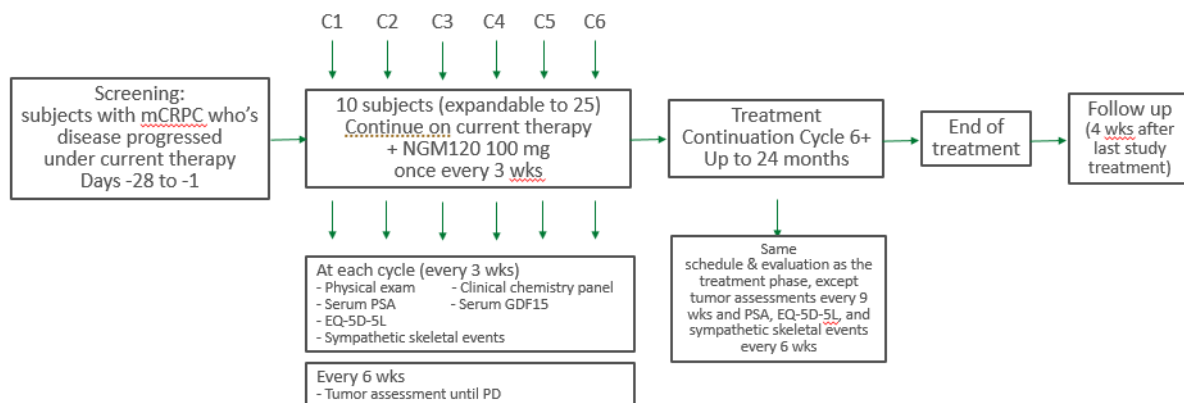 C1 C2 C3 C4 C5 C6
Screening:
subjects with mCRPC who's
disease progressed
under current therapy
Days -28 to -1
10 subjects (expandable to 25)
Continue on current therapy
+ NGM120 100 mg
once every 3 wks
Treatment
Continuation Cycle 6+
Up to 24 months
End of
treatment
Follow up
(4 wks after
last study
treatment)
At each cycle (every 3 wks)
- Physical exam - Clinical chemistry panel
- Serum PSA - Serum GDF15
- EQ-5D-5L
- Sympathetic skeletal events
Same
schedule & evaluation as the
treatment phase, except
tumor assessments every 9
wks and PSA, EQ-5D-5L, and
sympathetic skeletal events
every 6 wks
Every 6 wks
- Tumor assessment until PD